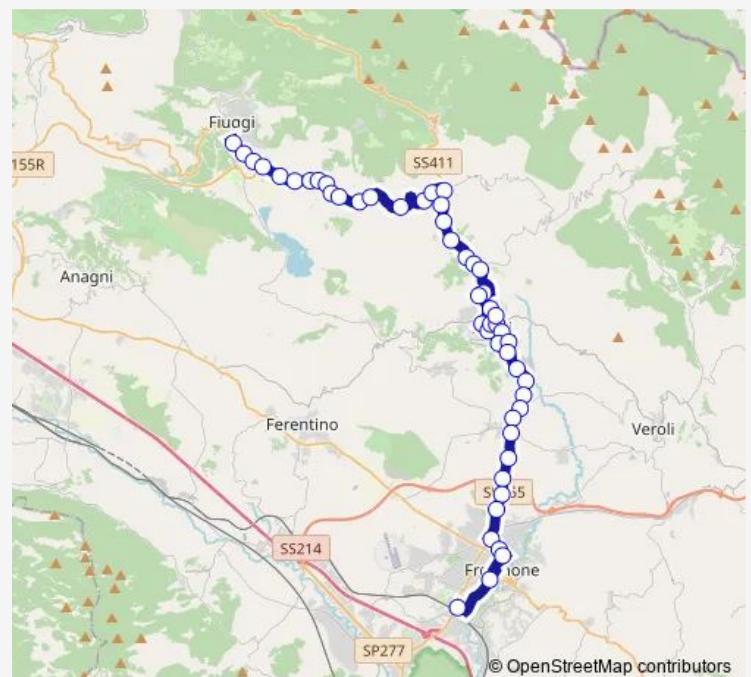 Fiuggi
155R
SS411
Anagni
Ferentino
Veroli
SS214
SP277
© OpenStreetMap contributors